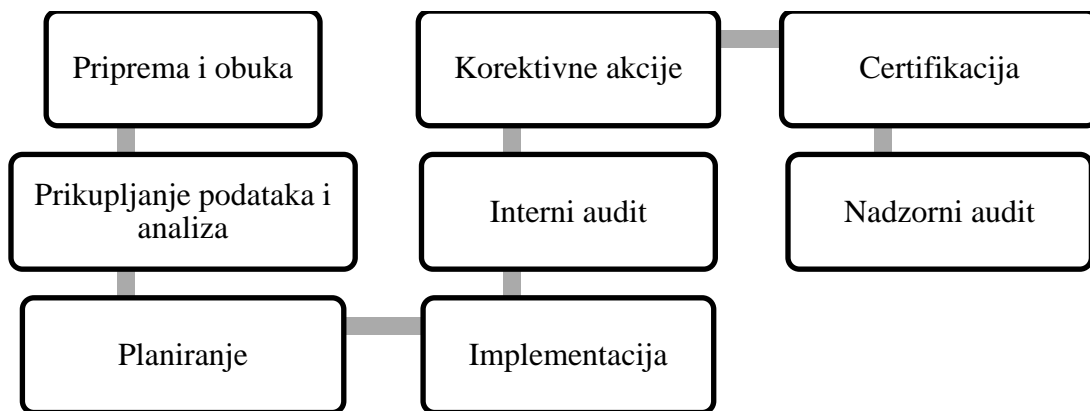 Priprema i obuka
Prikupljanje podataka i
analiza
Planiranje
Implementacija
Interni audit
Korektivne akcije
Certifikacija
Nadzorni audit